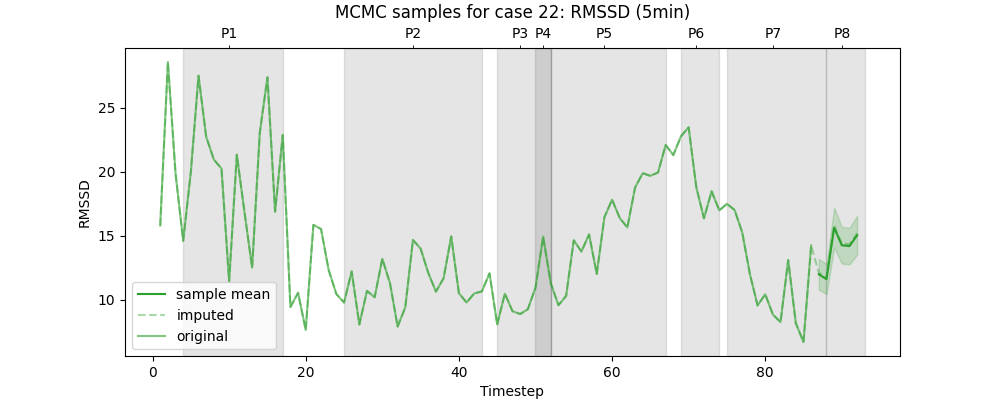 MCMC samples for case 22: RMSSD (5min)
P1 P2 P3 P4 P5 P6 P7 P8
25
20
15
10
RMSSD
sample mean
imputed
original
0 20 40 60 80
Timestep